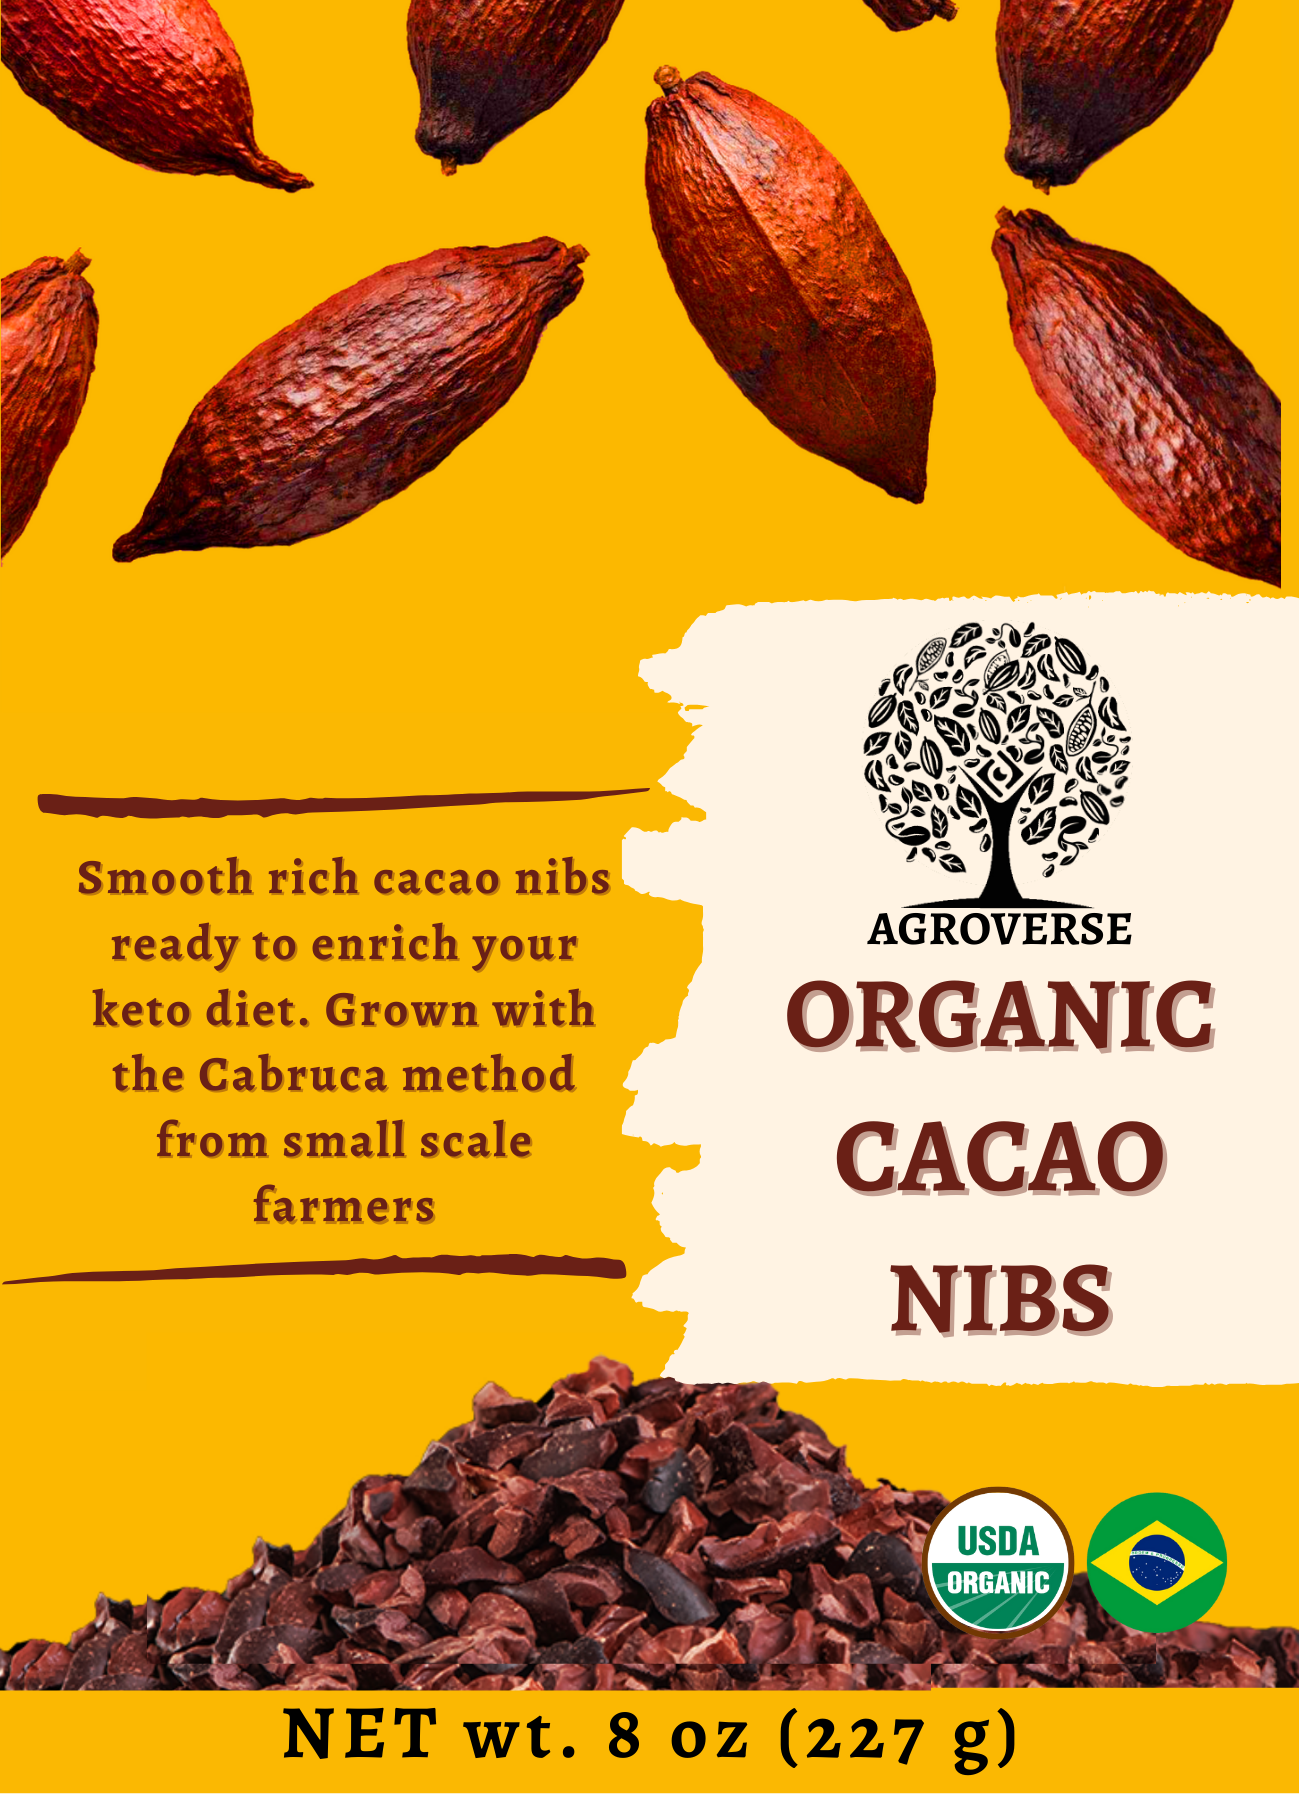 AGROVERSE
ORGANIC
CACAO
NIBS
Smooth rich cacao nibs
ready to enrich your
keto diet. Grown with
the Cabruca method
from small scale
farmers
USDA
ORGANIC
NET wt. 8 oz (227 g)